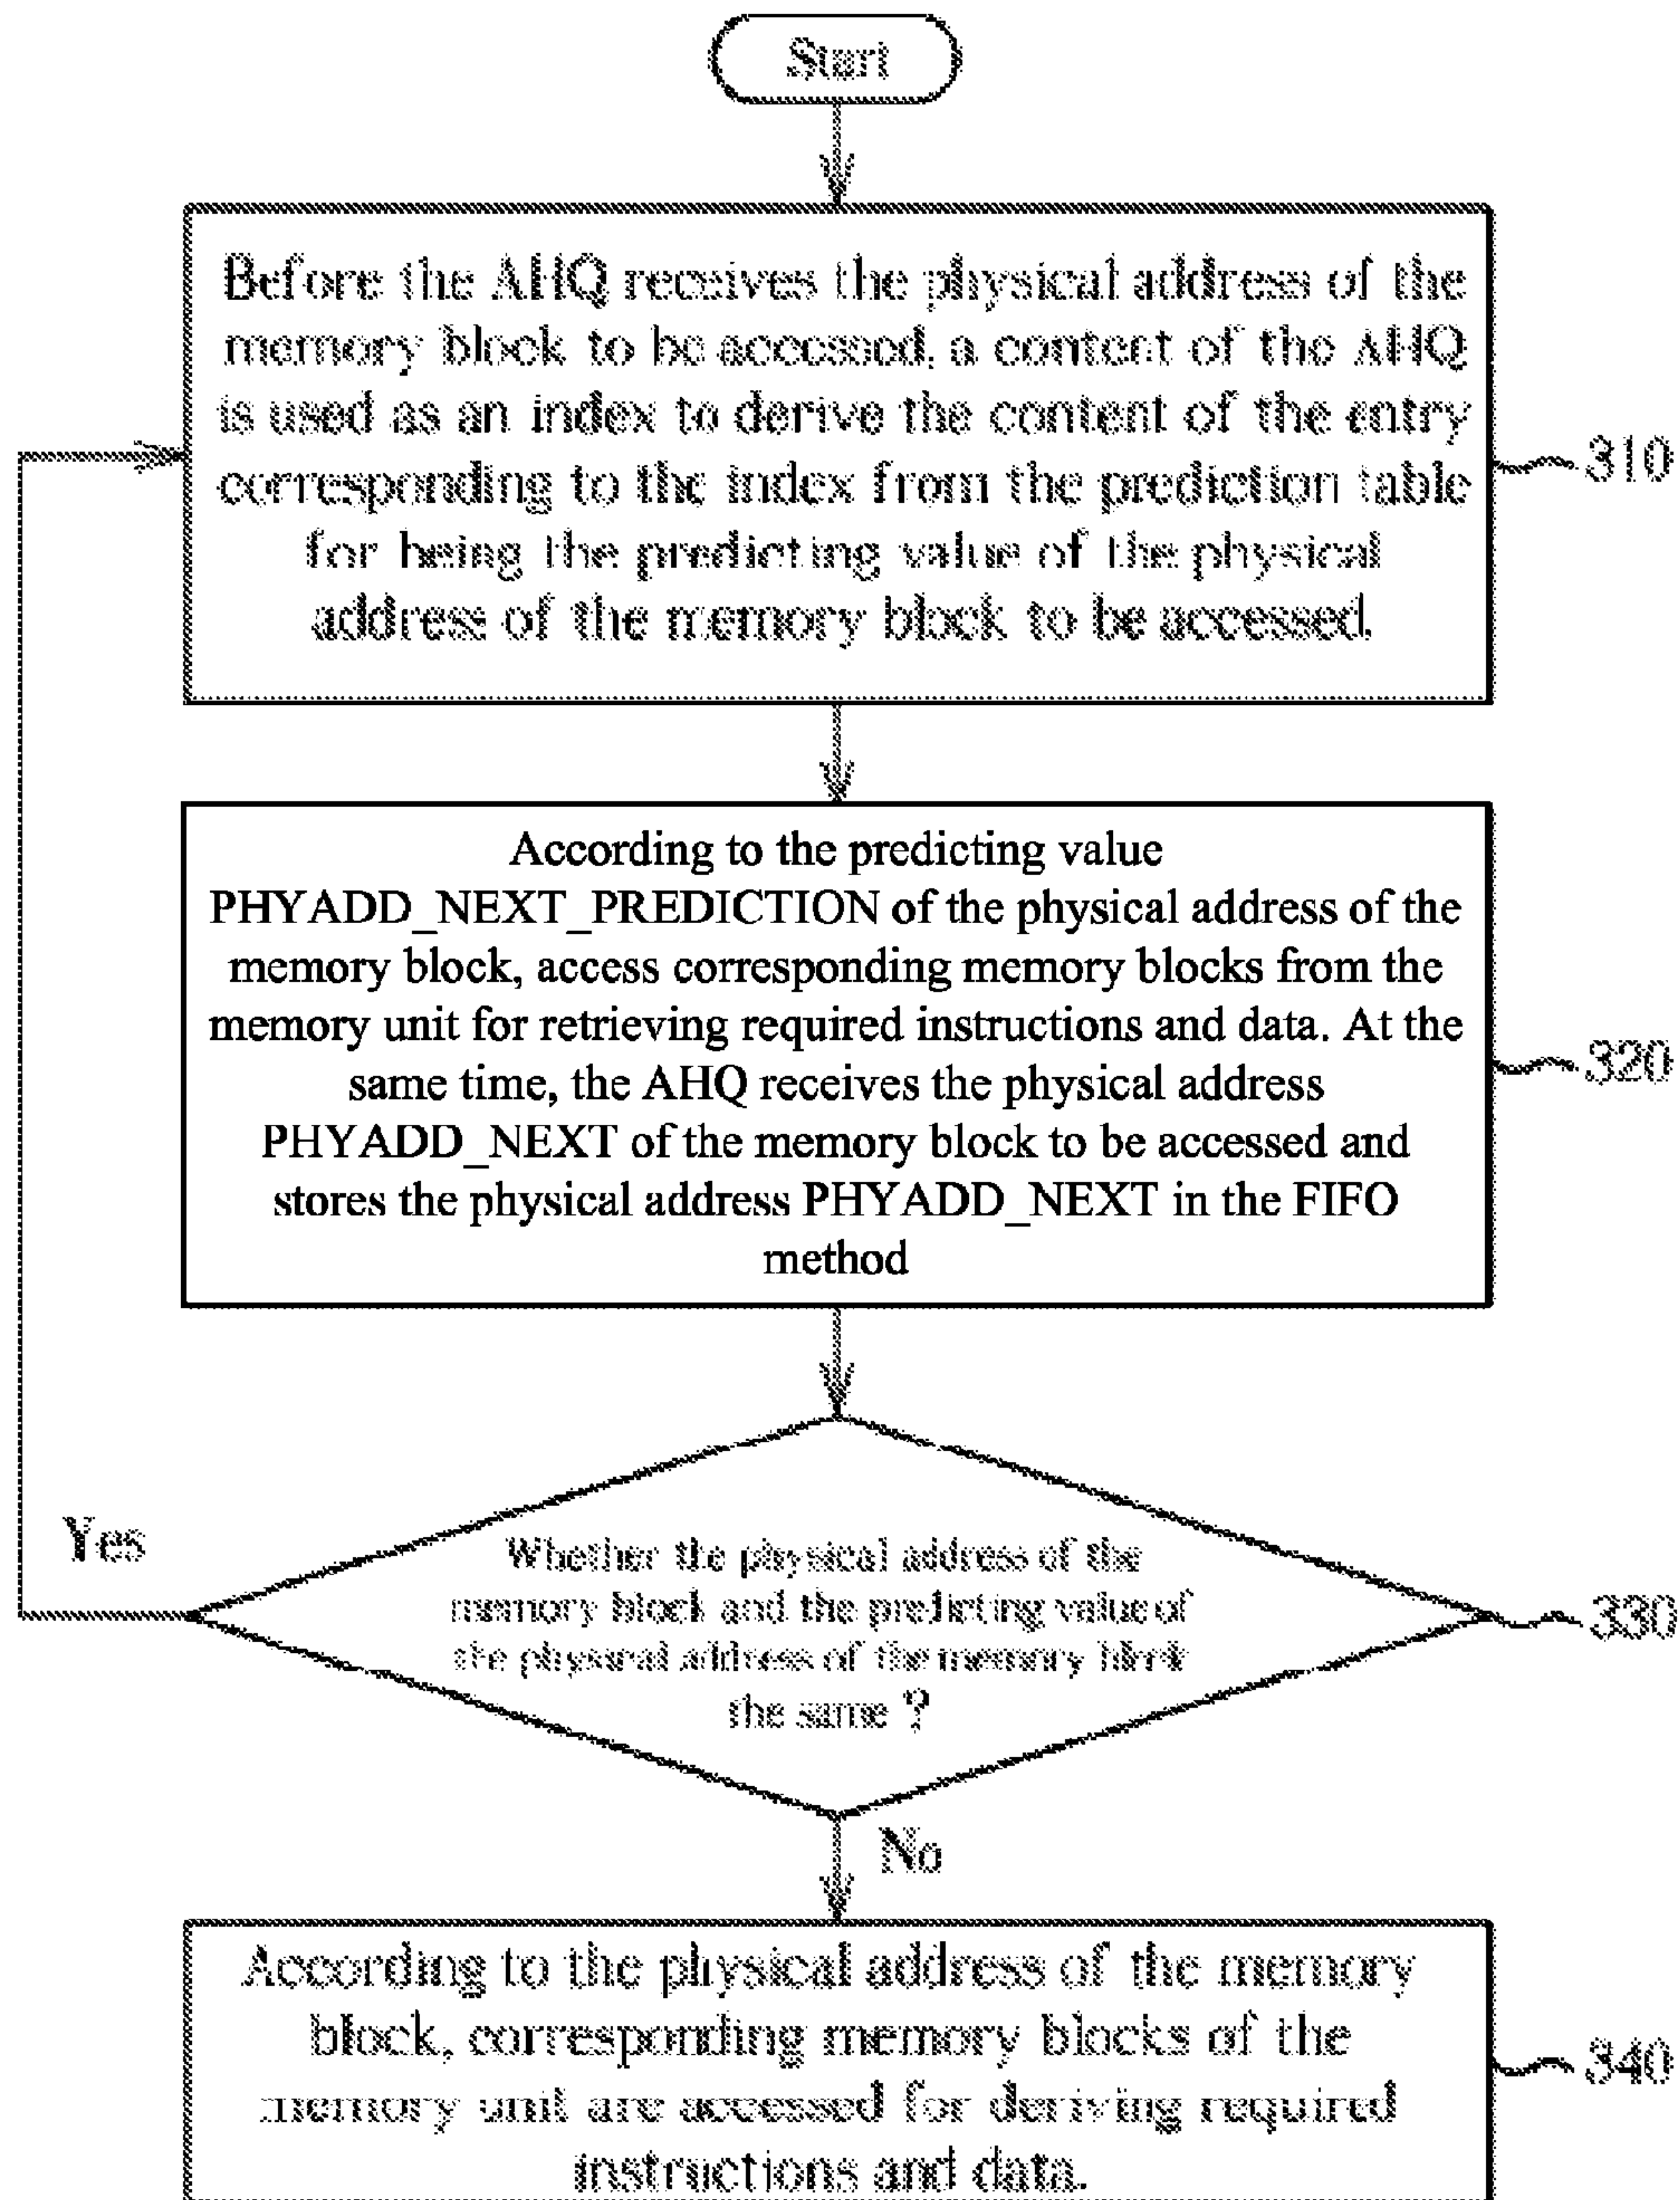 Start
Before the AHQ receives the physical address of the
memory block to be accessed, a content of the AHQ
is used as an index to derive the content of the entry
corresponding to the index from the prediction table
for being the predicting value of the physical
address of the memory block to be accessed.
310
According to the predicting value
PHYADD_NEXT_PREDICTION of the physical address of the
memory block, access corresponding memory blocks from the
memory unit for retrieving required instructions and data. At the
same time, the AHQ receives the physical address
PHYADD_NEXT of the memory block to be accessed and
stores the physical address PHYADD_NEXT in the FIFO
method
320
Yes
Whether the physical address of the
memory block and the predicting value of
the physical address of the memory block
the same ?
330
No
According to the physical address of the memory
block, corresponding memory blocks of the
memory unit are accessed for deriving required
instructions and data.
340